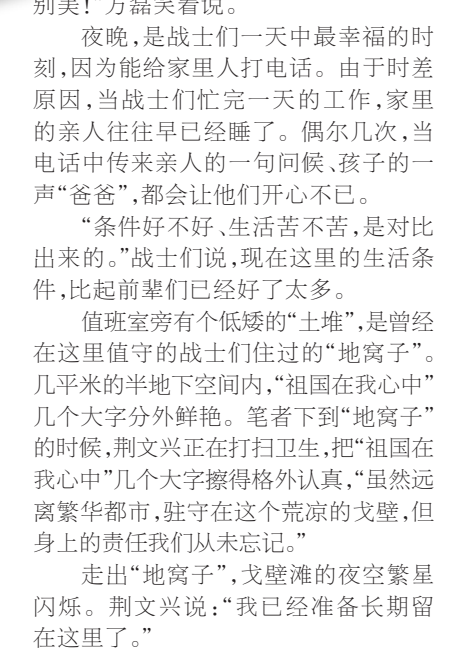 别美!”万磊笑着说。
夜晚,是战士们一天中最幸福的时
刻,因为能给家里人打电话。由于时差
原因,当战士们忙完一天的工作,家里
的亲人往往早已经睡了。偶尔几次,当
电话中传来亲人的一句问候、孩子的一
声“爸爸”,都会让他们开心不已。
“条件好不好、生活苦不苦,是对比
出来的。”战士们说,现在这里的生活条
件,比起前辈们已经好了太多。
值班室旁有个低矮的“土堆”,是曾经
在这里值守的战士们住过的“地窝子”。
几平米的半地下空间内,“祖国在我心中”
几个大字分外鲜艳。笔者下到“地窝子”
的时候,荆文兴正在打扫卫生,把“祖国在
我心中”几个大字擦得格外认真,“虽然远
离繁华都市,驻守在这个荒凉的戈壁,但
身上的责任我们从未忘记。”
走出“地窝子”,戈壁滩的夜空繁星
闪烁。荆文兴说:“我已经准备长期留
在这里了。”